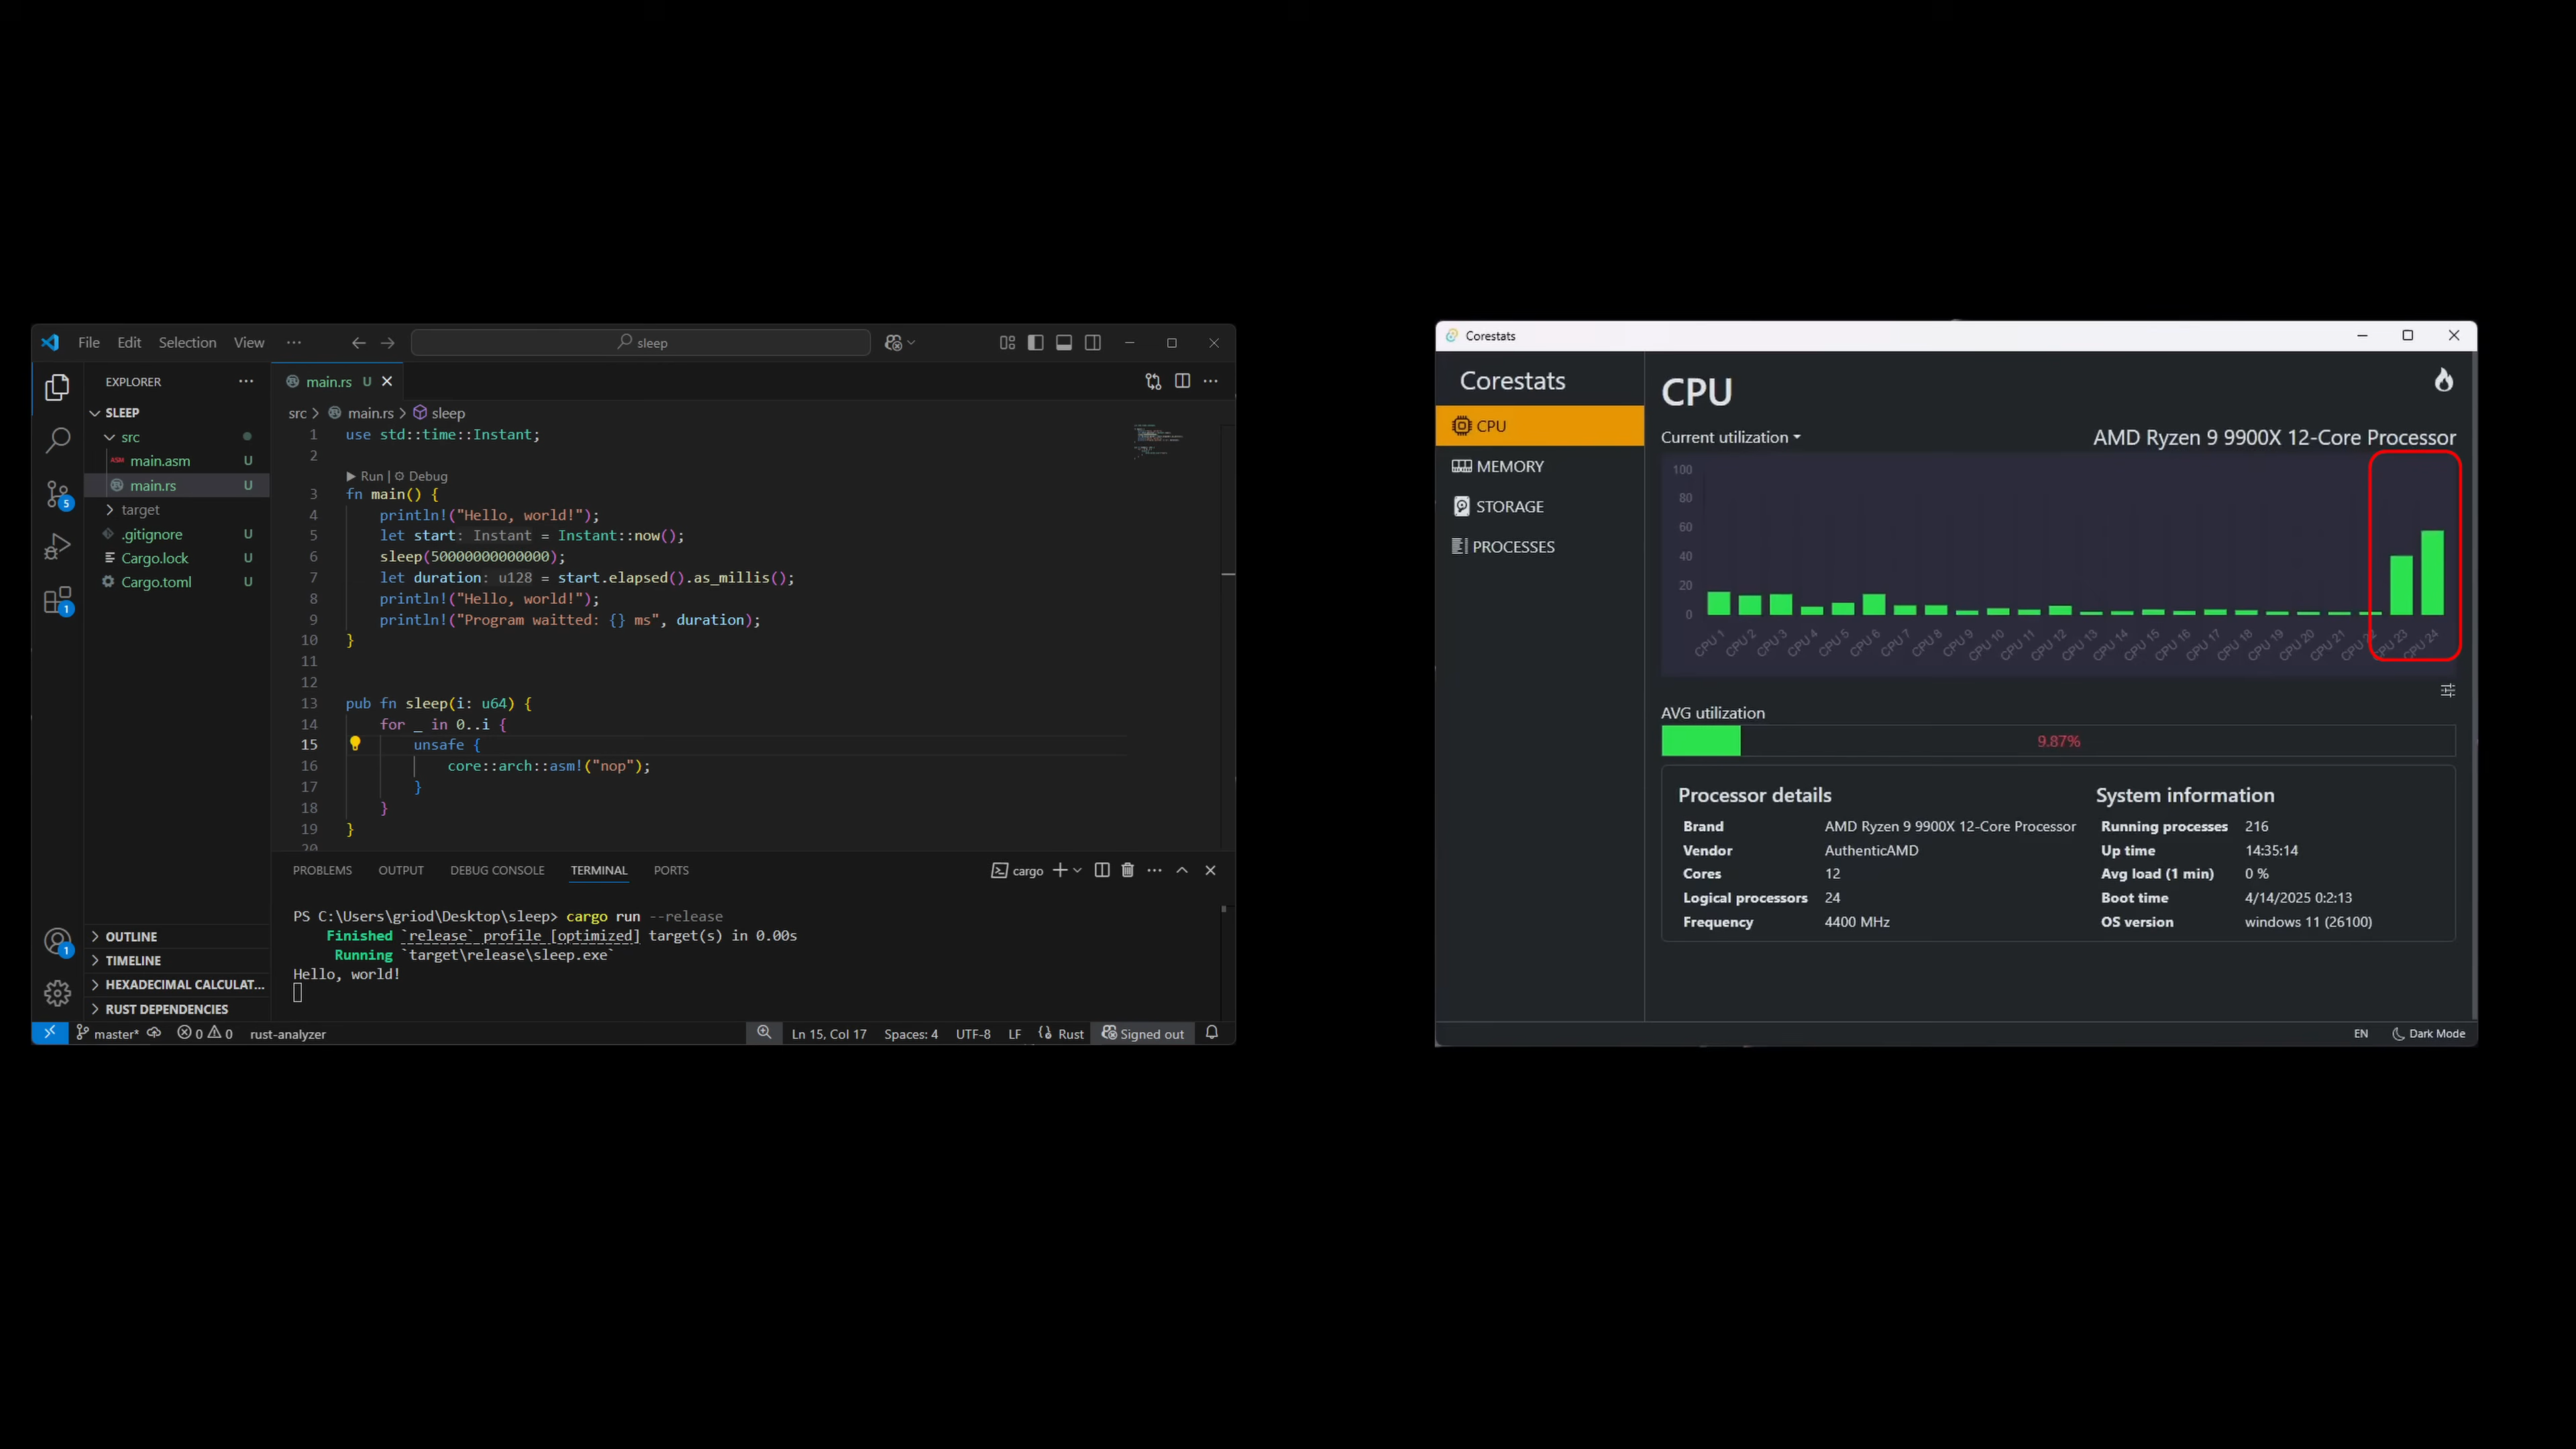 File Edit Selection View ··· sleep
EXPLORER ···
SLEEP
src
ASM main.asm U
main.rs U
target
.gitignore U
Cargo.lock U
Cargo.toml U
OUTLINE
TIMELINE
HEXADECIMAL CALCULAT...
RUST DEPENDENCIES
5
1
1
main.rs U
src > main.rs > sleep
1 use std::time::Instant;
2
Run | Debug
3 fn main() {
4 println!("Hello, world!");
5 let start: Instant = Instant::now();
6 sleep(50000000000000);
7 let duration: u128 = start.elapsed().as_millis();
8 println!("Hello, world!");
9 println!("Program waitted: {} ms", duration);
10 }
11
12
13 pub fn sleep(i: u64) {
14 for _ in 0..i {
15 unsafe {
16 core::arch::asm!("nop");
17 }
18 }
19 }
20
PROBLEMS OUTPUT DEBUG CONSOLE TERMINAL PORTS cargo
PS C:\Users\griod\Desktop\sleep> cargo run --release
Finished `release` profile [optimized] target(s) in 0.00s
Running `target\release\sleep.exe`
Hello, world!
master* 0 0 rust-analyzer Ln 15, Col 17 Spaces: 4 UTF-8 LF Rust Signed out
Corestats
Corestats
CPU
MEMORY
STORAGE
PROCESSES
CPU
Current utilization
AMD Ryzen 9 9900X 12-Core Processor
100
80
60
40
20
0
CPU 1 CPU 2 CPU 3 CPU 4 CPU 5 CPU 6 CPU 7 CPU 8 CPU 9 CPU 10 CPU 11 CPU 12 CPU 13 CPU 14 CPU 15 CPU 16 CPU 17 CPU 18 CPU 19 CPU 20 CPU 21 CPU 22 CPU 23 CPU 24
AVG utilization
9.87%
Processor details
Brand AMD Ryzen 9 9900X 12-Core Processor
Vendor AuthenticAMD
Cores 12
Logical processors 24
Frequency 4400 MHz
System information
Running processes 216
Up time 14:35:14
Avg load (1 min) 0 %
Boot time 4/14/2025 0:2:13
OS version windows 11 (26100)
EN Dark Mode